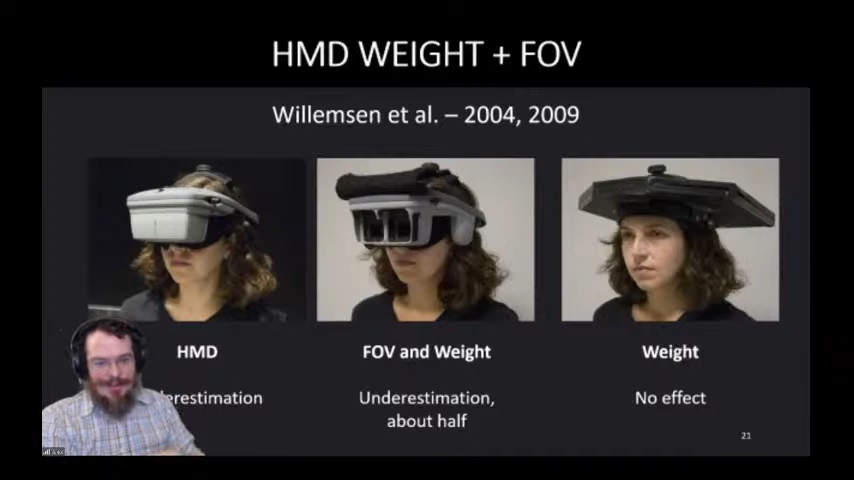 HMD WEIGHT + FOV
Willemsen et al. – 2004, 2009
HMD
FOV and Weight
Weight
erestimation
Underestimation,
about half
No effect
21